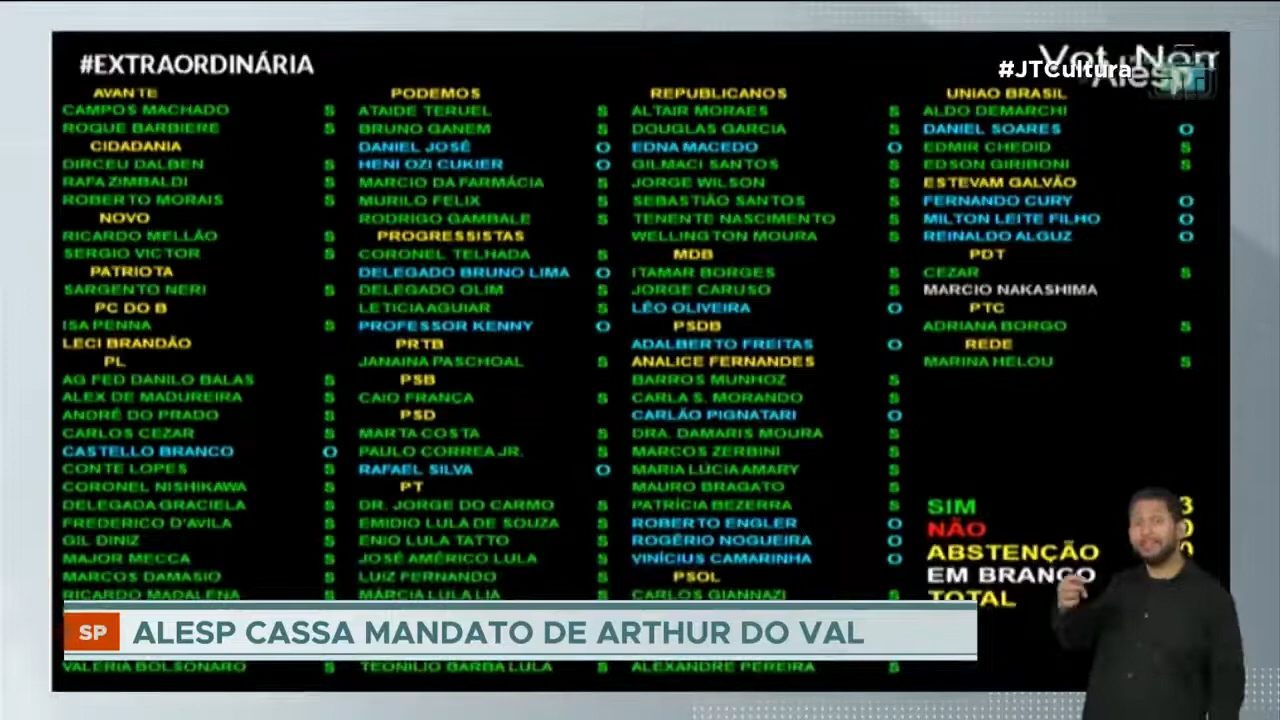 #EXTRAORDINÁRIA
#JTCultura
Alesp
AVANTE
CAMPOS MACHADO S
ROQUE BARBIERE S
CIDADANIA
DIRCEU DALBEN S
RAFA ZIMBALDI S
ROBERTO MORAIS S
NOVO
RICARDO MELLÃO S
SERGIO VICTOR S
PATRIOTA
SARGENTO NERI S
PC DO B
ISA PENNA S
LECI BRANDÃO
PL
AG FED DANILO BALAS S
ALEX DE MADUREIRA S
ANDRÉ DO PRADO S
CARLOS CEZAR S
CASTELLO BRANCO O
CONTE LOPES S
CORONEL NISHIKAWA S
DELEGADA GRACIELA S
FREDERICO D'AVILA S
GIL DINIZ S
MAJOR MECCA S
MARCOS DAMASIO S
RICARDO MADALENA S
VALERIA BOLSONARO S
PODEMOS
ATAIDE TERUEL S
BRUNO GANEM S
DANIEL JOSÉ O
HENI OZI CUKIER O
MARCIO DA FARMÁCIA S
MURILO FELIX S
RODRIGO GAMBALE S
PROGRESSISTAS
CORONEL TELHADA S
DELEGADO BRUNO LIMA O
DELEGADO OLIM S
LETICIA AGUIAR S
PROFESSOR KENNY O
PRTB
JANAINA PASCHOAL S
PSB
CAIO FRANÇA S
PSD
MARTA COSTA S
PAULO CORREA JR. S
RAFAEL SILVA O
PT
DR. JORGE DO CARMO S
EMIDIO LULA DE SOUZA S
ENIO LULA TATTO S
JOSÉ AMÉRICO LULA S
LUIZ FERNANDO S
MÁRCIA LULA LIA S
TEONILIO BARBA LULA S
REPUBLICANOS
ALTAIR MORAES S
DOUGLAS GARCIA S
EDNA MACEDO O
GILMACI SANTOS S
JORGE WILSON S
SEBASTIÃO SANTOS S
TENENTE NASCIMENTO S
WELLINGTON MOURA S
MDB
ITAMAR BORGES S
JORGE CARUSO S
LÉO OLIVEIRA O
PSDB
ADALBERTO FREITAS O
ANALICE FERNANDES
BARROS MUNHOZ S
CARLA S. MORANDO S
CARLÃO PIGNATARI O
DRA. DAMARIS MOURA S
MARCOS ZERBINI S
MARIA LÚCIA AMARY S
MAURO BRAGATO S
PATRÍCIA BEZERRA S
ROBERTO ENGLER O
ROGÉRIO NOGUEIRA O
VINÍCIUS CAMARINHA O
PSOL
CARLOS GIANNAZI S
ALEXANDRE PEREIRA S
UNIAO BRASIL
ALDO DEMARCHI
DANIEL SOARES O
EDMIR CHEDID S
EDSON GIRIBONI S
ESTEVAM GALVÃO
FERNANDO CURY O
MILTON LEITE FILHO O
REINALDO ALGUZ O
PDT
CEZAR S
MARCIO NAKASHIMA
PTC
ADRIANA BORGO S
REDE
MARINA HELOU S
SIM
NÃO
ABSTENÇÃO
EM BRANCO
TOTAL
SP ALESP CASSA MANDATO DE ARTHUR DO VAL